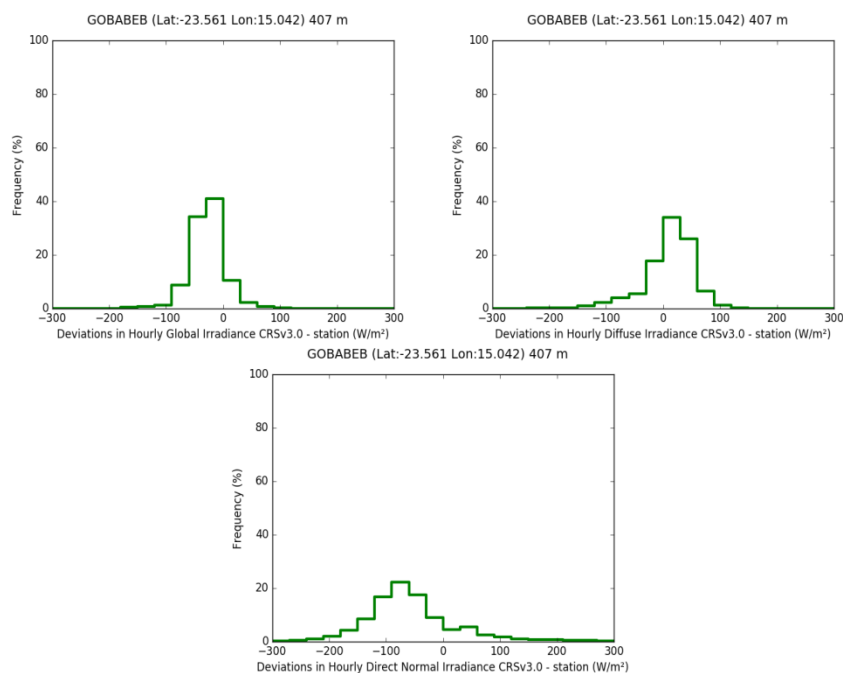 GOBABEB (Lat:-23.561 Lon:15.042) 407 m
100
80
60
40
20
0
Frequency (%)
−300 −200 −100 0 100 200 300
Deviations in Hourly Global Irradiance CRSv3.0 - station (W/m²)
GOBABEB (Lat:-23.561 Lon:15.042) 407 m
100
80
60
40
20
0
Frequency (%)
−300 −200 −100 0 100 200 300
Deviations in Hourly Diffuse Irradiance CRSv3.0 - station (W/m²)
GOBABEB (Lat:-23.561 Lon:15.042) 407 m
100
80
60
40
20
0
Frequency (%)
−300 −200 −100 0 100 200 300
Deviations in Hourly Direct Normal Irradiance CRSv3.0 - station (W/m²)